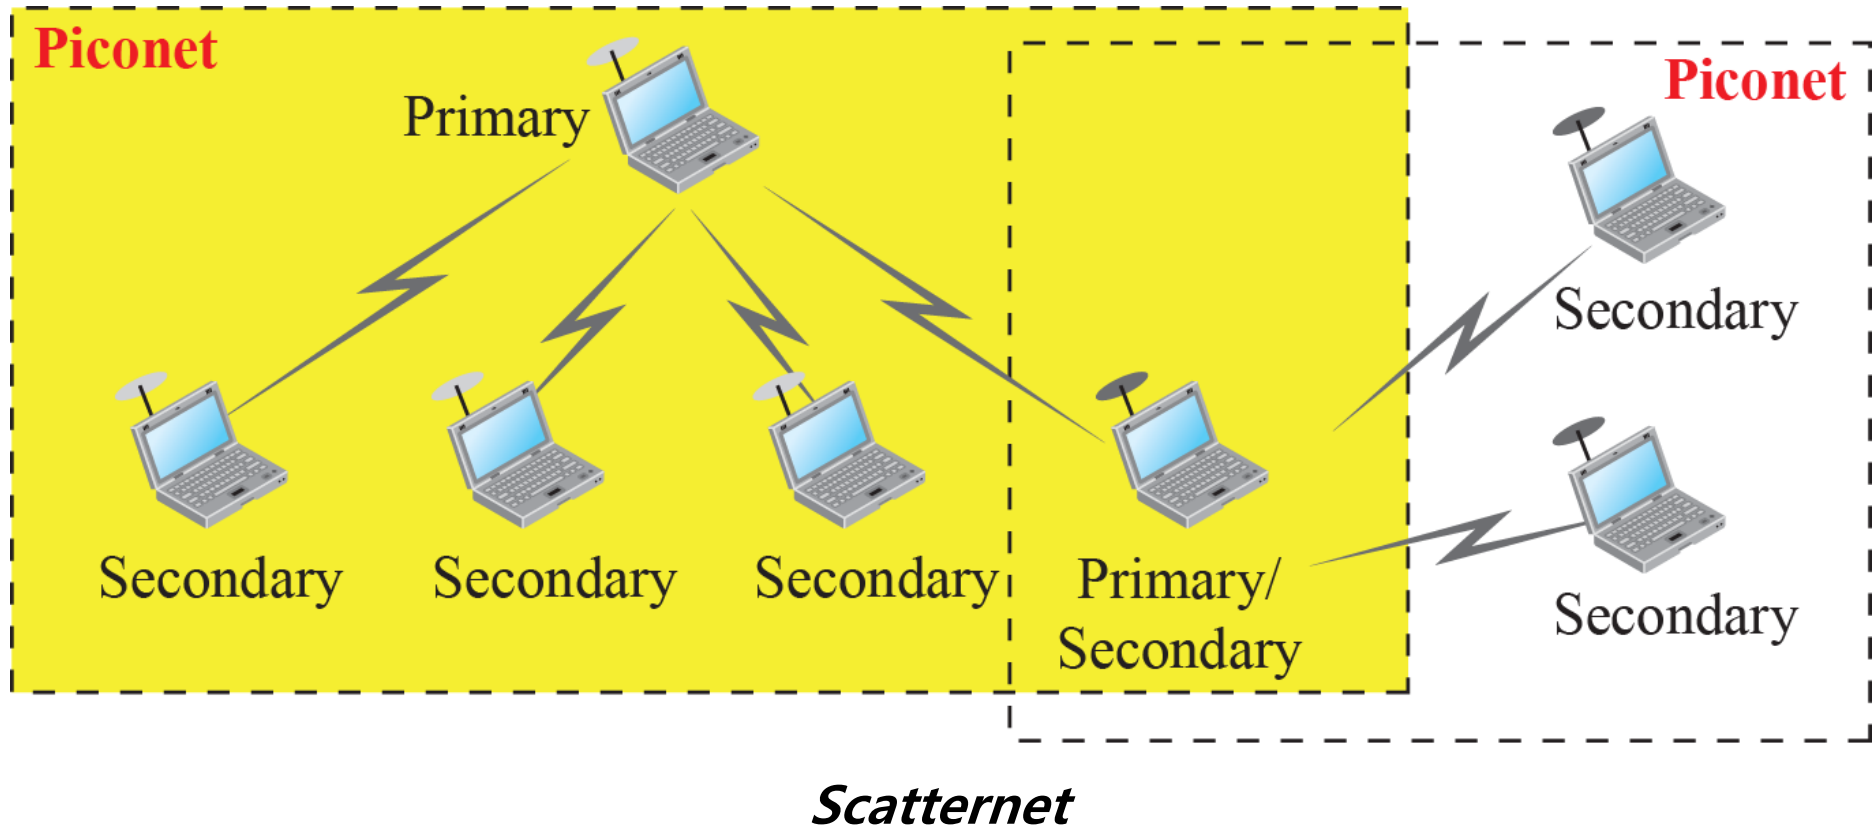 Piconet
Piconet
Primary
Secondary
Secondary
Secondary
Secondary
Primary/
Secondary
Secondary
Scatternet